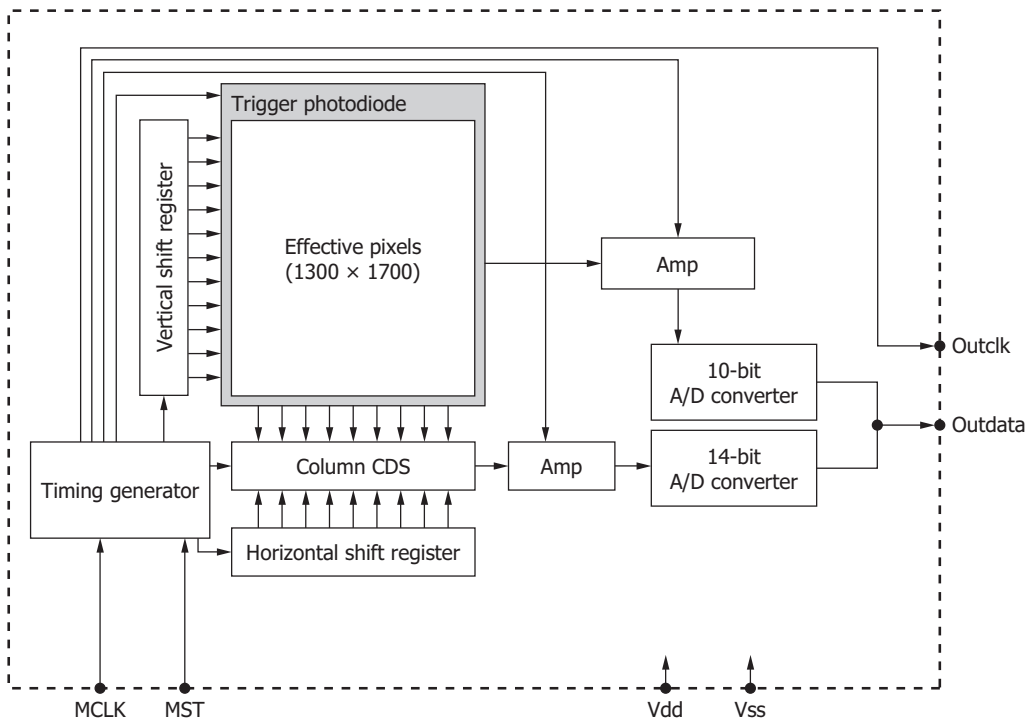 Trigger photodiode
Vertical shift register
Effective pixels
(1300 × 1700)
Amp
Outclk
10-bit
A/D converter
Outdata
Timing generator
Column CDS
Amp
14-bit
A/D converter
Horizontal shift register
MCLK
MST
Vdd
Vss